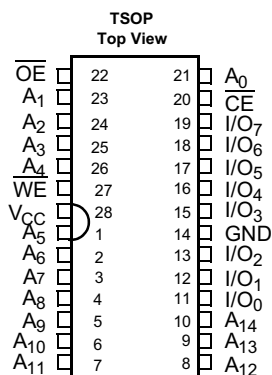 TSOP
Top View
OE 22 21 A0
A1 23 20 CE
A2 24 19 I/O7
A3 25 18 I/O6
A4 26 17 I/O5
WE 27 16 I/O4
VCC 28 15 I/O3
A5 1 14 GND
A6 2 13 I/O2
A7 3 12 I/O1
A8 4 11 I/O0
A9 5 10 A14
A10 6 9 A13
A11 7 8 A12